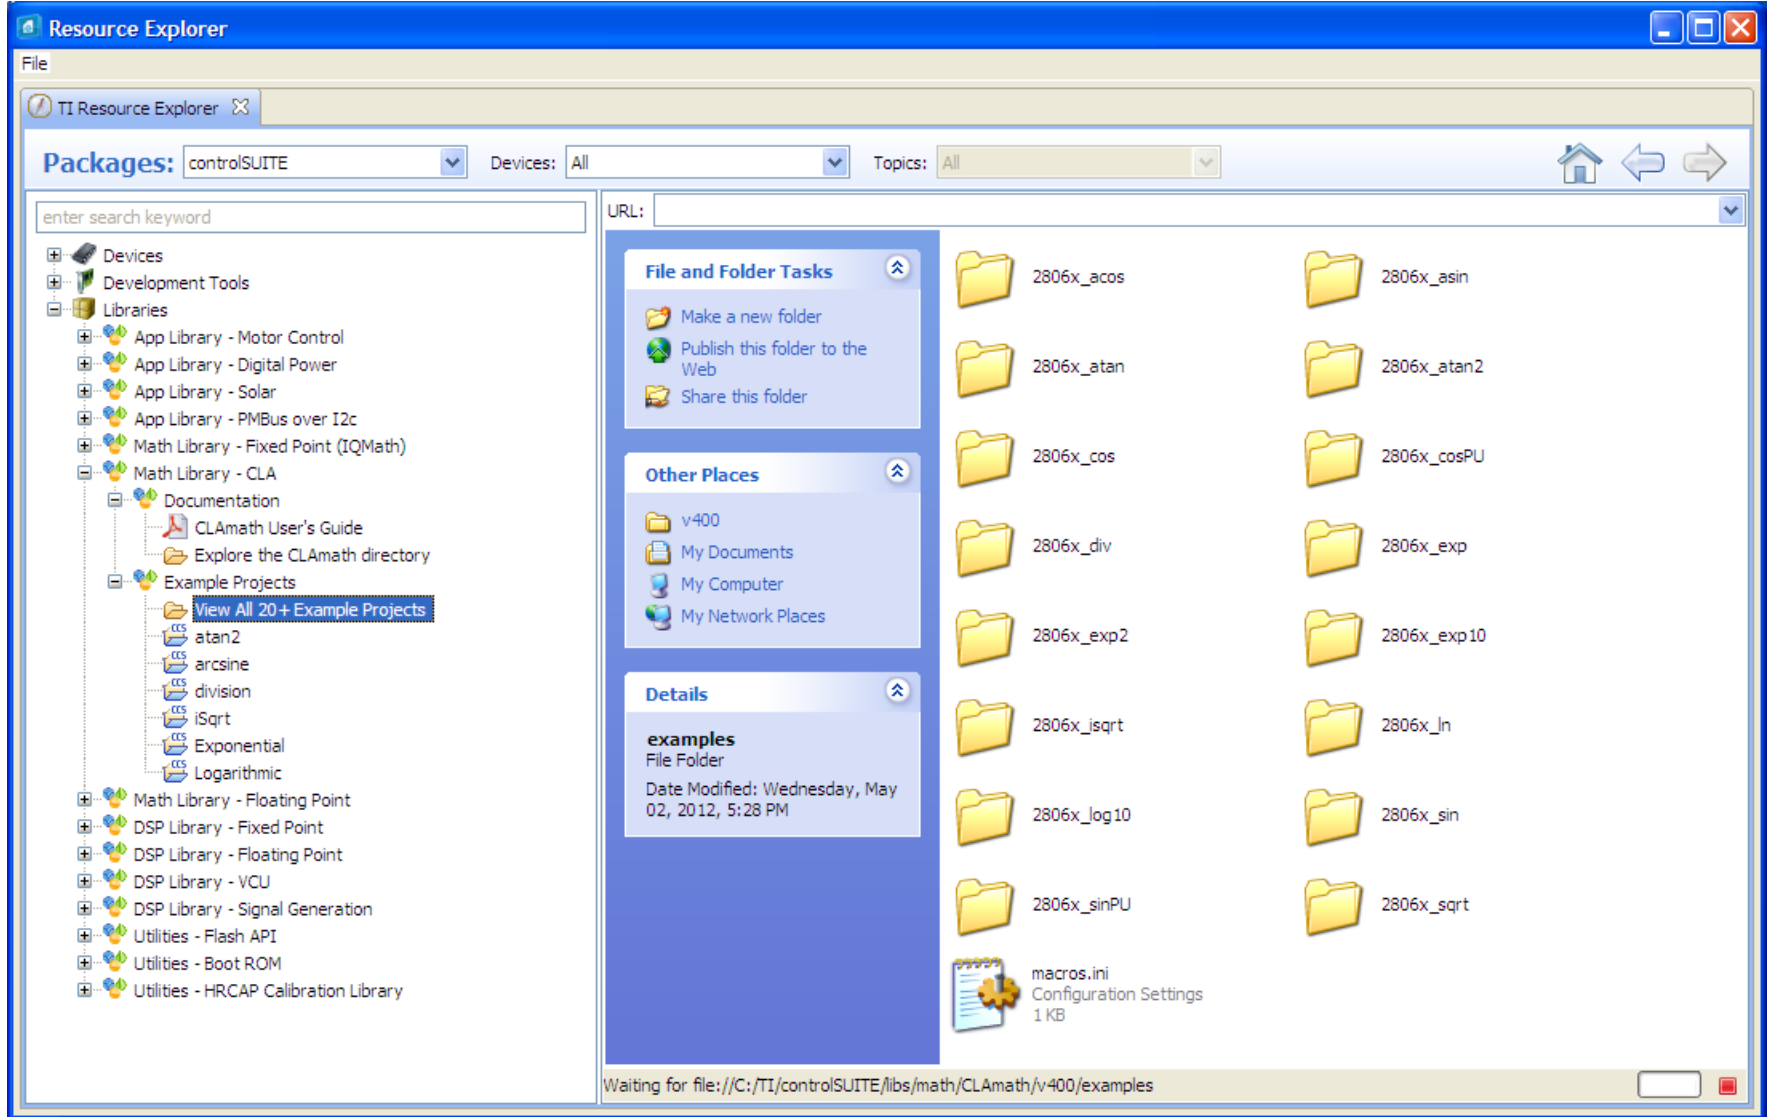 Resource Explorer
File
TI Resource Explorer
Packages: controlSUITE Devices: All Topics: All
enter search keyword
Devices
Development Tools
Libraries
App Library - Motor Control
App Library - Digital Power
App Library - Solar
App Library - PMBus over I2c
Math Library - Fixed Point (IQMath)
Math Library - CLA
Documentation
CLAmath User's Guide
Explore the CLAmath directory
Example Projects
View All 20+ Example Projects
CCS atan2
CCS arcsine
CCS division
CCS iSqrt
CCS Exponential
CCS Logarithmic
Math Library - Floating Point
DSP Library - Fixed Point
DSP Library - Floating Point
DSP Library - VCU
DSP Library - Signal Generation
Utilities - Flash API
Utilities - Boot ROM
Utilities - HRCAP Calibration Library
URL:
File and Folder Tasks
Make a new folder
Publish this folder to the
Web
Share this folder
Other Places
v400
My Documents
My Computer
My Network Places
Details
examples
File Folder
Date Modified: Wednesday, May
02, 2012, 5:28 PM
2806x_acos 2806x_asin
2806x_atan 2806x_atan2
2806x_cos 2806x_cosPU
2806x_div 2806x_exp
2806x_exp2 2806x_exp10
2806x_isqrt 2806x_ln
2806x_log10 2806x_sin
2806x_sinPU 2806x_sqrt
macros.ini
Configuration Settings
1 KB
Waiting for file://C:/TI/controlSUITE/libs/math/CLAmath/v400/examples